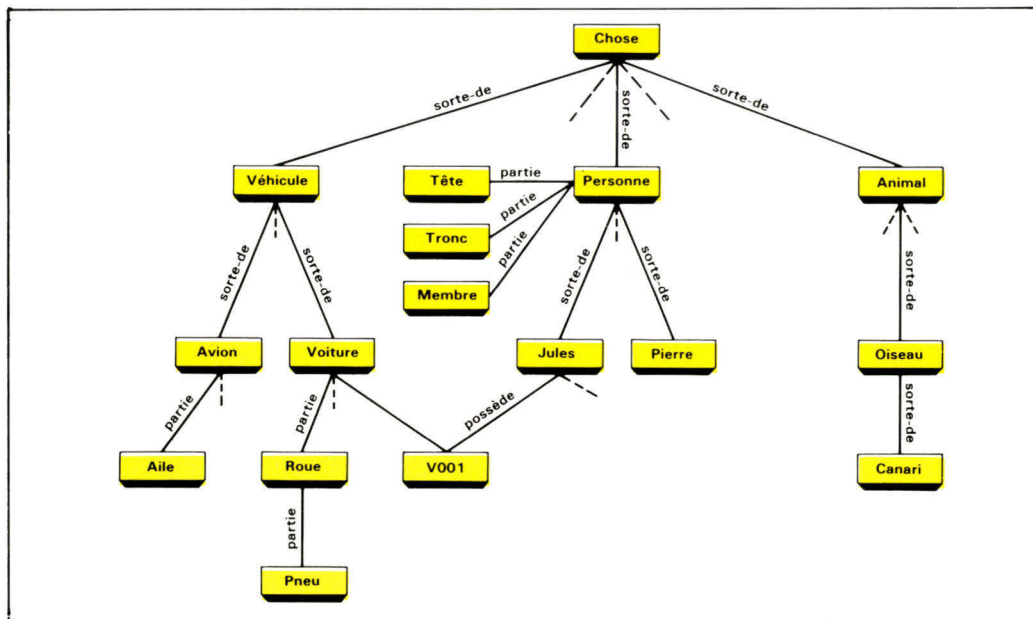 Chose
sorte-de
sorte-de
sorte-de
Véhicule
Tête
partie
Personne
Animal
partie
Tronc
partie
Membre
sorte-de
sorte-de
sorte-de
sorte-de
sorte-de
Avion
Voiture
Jules
Pierre
Oiseau
partie
partie
possède
sorte-de
Aile
Roue
V001
Canari
partie
Pneu